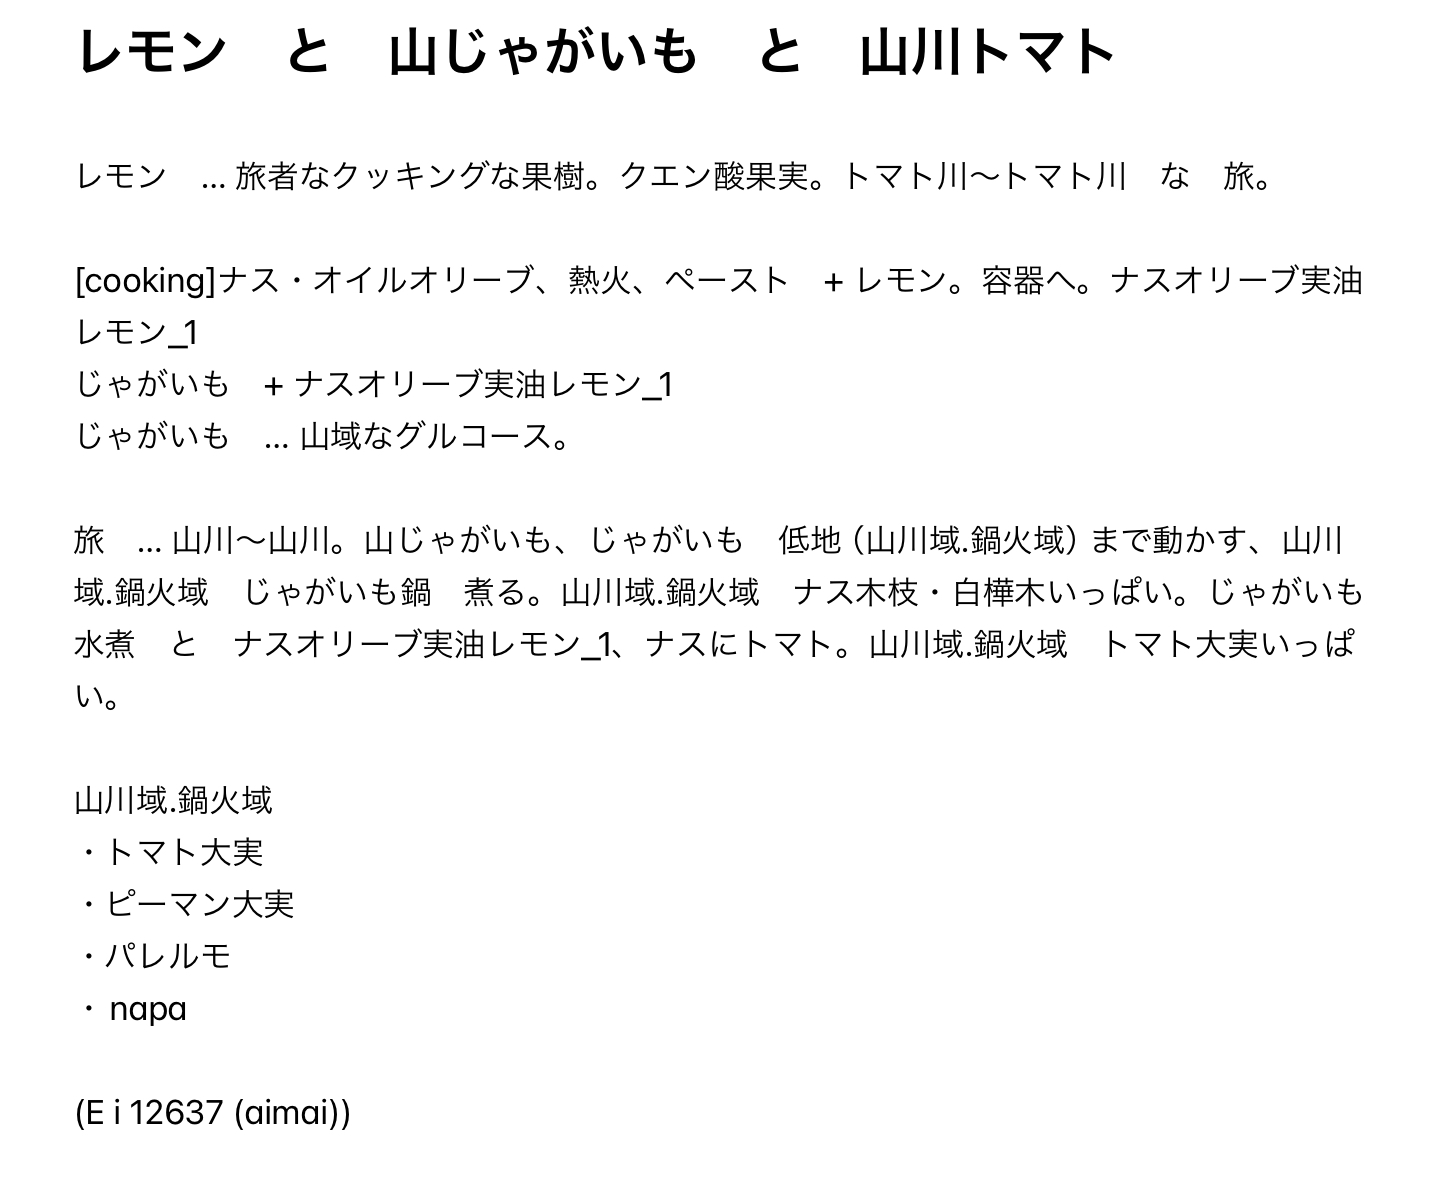 レモン　と　山じゃがいも　と　山川トマト
レモン　... 旅者なクッキングな果樹。クエン酸果実。トマト川〜トマト川　な　旅。
[cooking]ナス・オイルオリーブ、熱火、ペースト　+ レモン。容器へ。ナスオリーブ実油
レモン_1
じゃがいも　+ ナスオリーブ実油レモン_1
じゃがいも　... 山域なグルコース。
旅　... 山川〜山川。山じゃがいも、じゃがいも　低地（山川域.鍋火域）まで動かす、山川
域.鍋火域　じゃがいも鍋　煮る。山川域.鍋火域　ナス木枝・白樺木いっぱい。じゃがいも
水煮　と　ナスオリーブ実油レモン_1、ナスにトマト。山川域.鍋火域　トマト大実いっぱ
い。
山川域.鍋火域
・トマト大実
・ピーマン大実
・パレルモ
・napa
(E i 12637 (aimai))